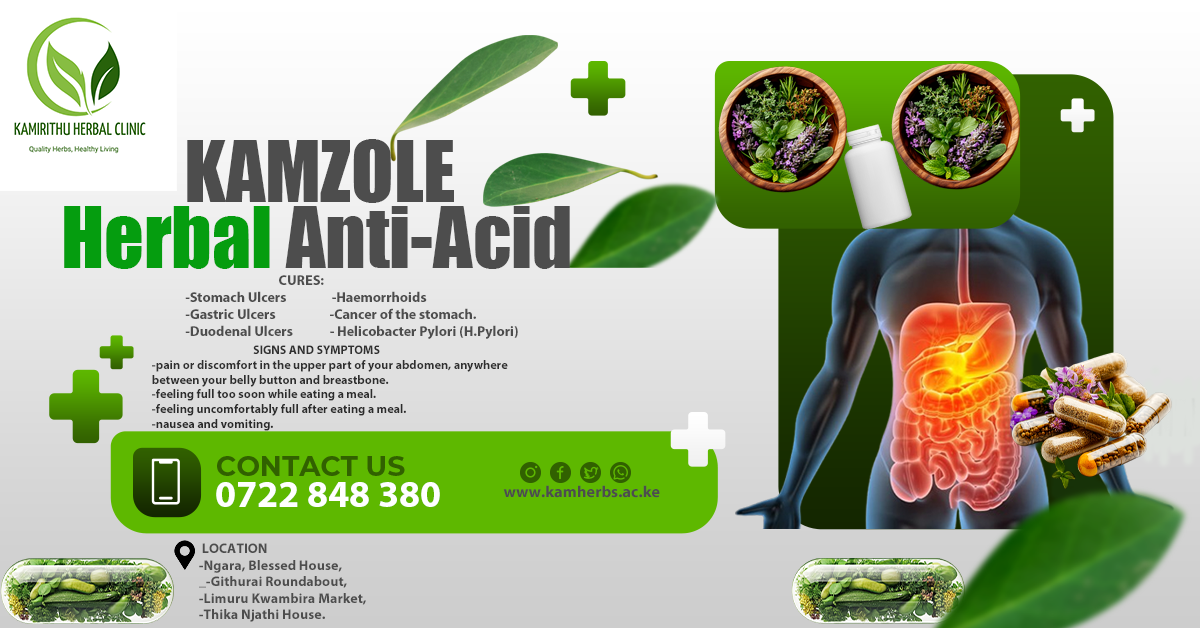 KAMIRITHU HERBAL CLINIC
Quality Herbs, Healthy Living
KAMZOLE
Herbal Anti-Acid
CURES:
-Stomach Ulcers -Haemorrhoids
-Gastric Ulcers -Cancer of the stomach.
-Duodenal Ulcers - Helicobacter Pylori (H.Pylori)
SIGNS AND SYMPTOMS
-pain or discomfort in the upper part of your abdomen, anywhere
between your belly button and breastbone.
-feeling full too soon while eating a meal.
-feeling uncomfortably full after eating a meal.
-nausea and vomiting.
CONTACT US
0722 848 380
www.kamherbs.ac.ke
LOCATION
-Ngara, Blessed House,
_-Githurai Roundabout,
-Limuru Kwambira Market,
-Thika Njathi House.